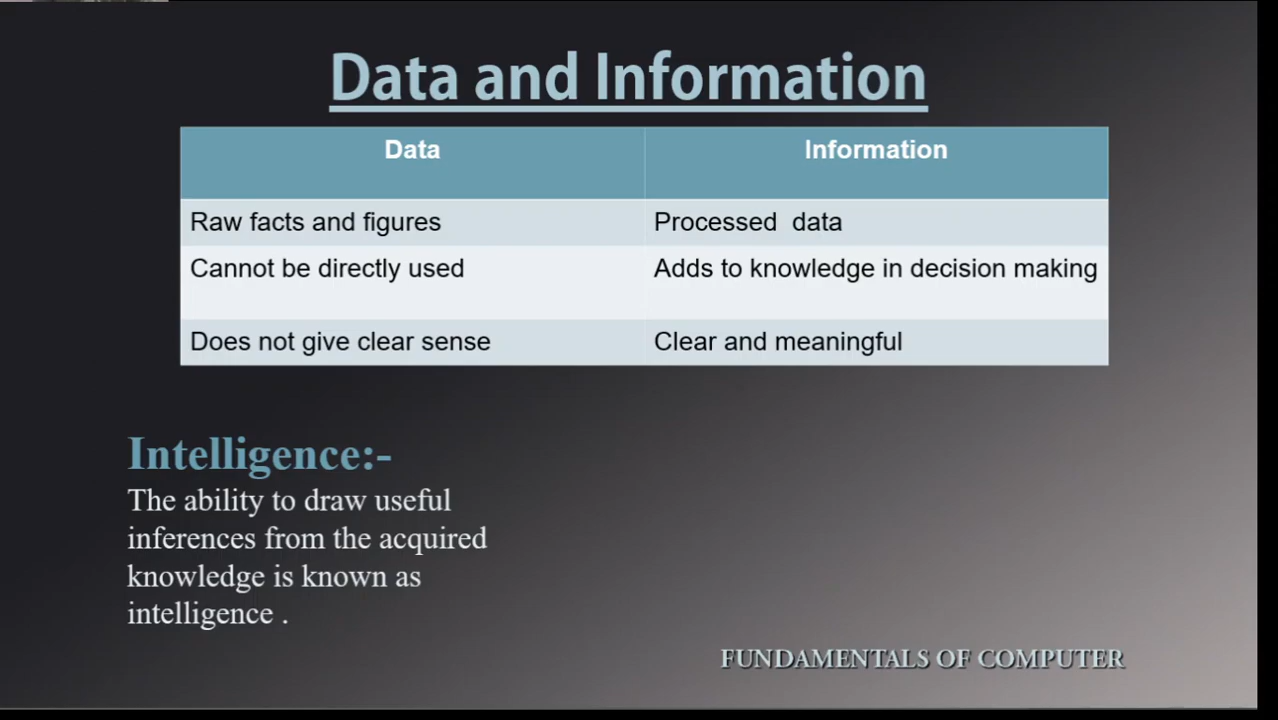 Data and Information
Data Information
Raw facts and figures Processed data
Cannot be directly used Adds to knowledge in decision making
Does not give clear sense Clear and meaningful
Intelligence:-
The ability to draw useful
inferences from the acquired
knowledge is known as
intelligence .
FUNDAMENTALS OF COMPUTER